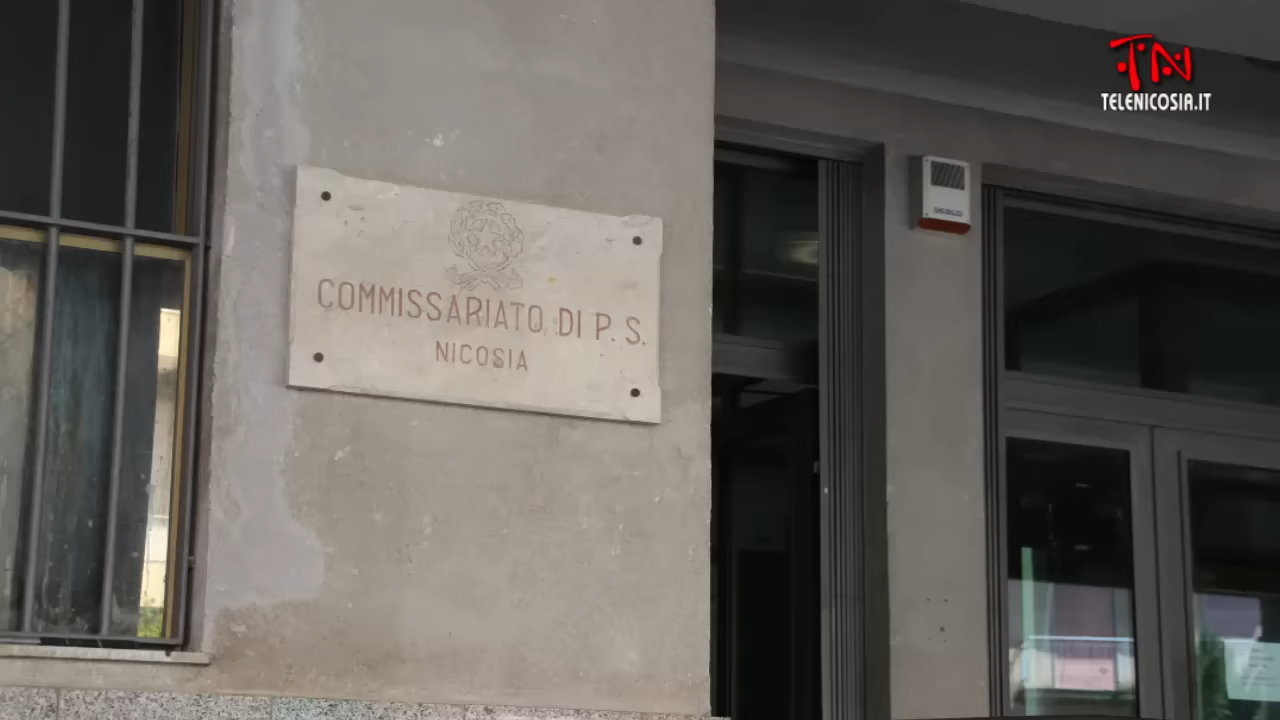 TN
TELENICOSIA.IT
COMMISSARIATO DI P. S.
NICOSIA